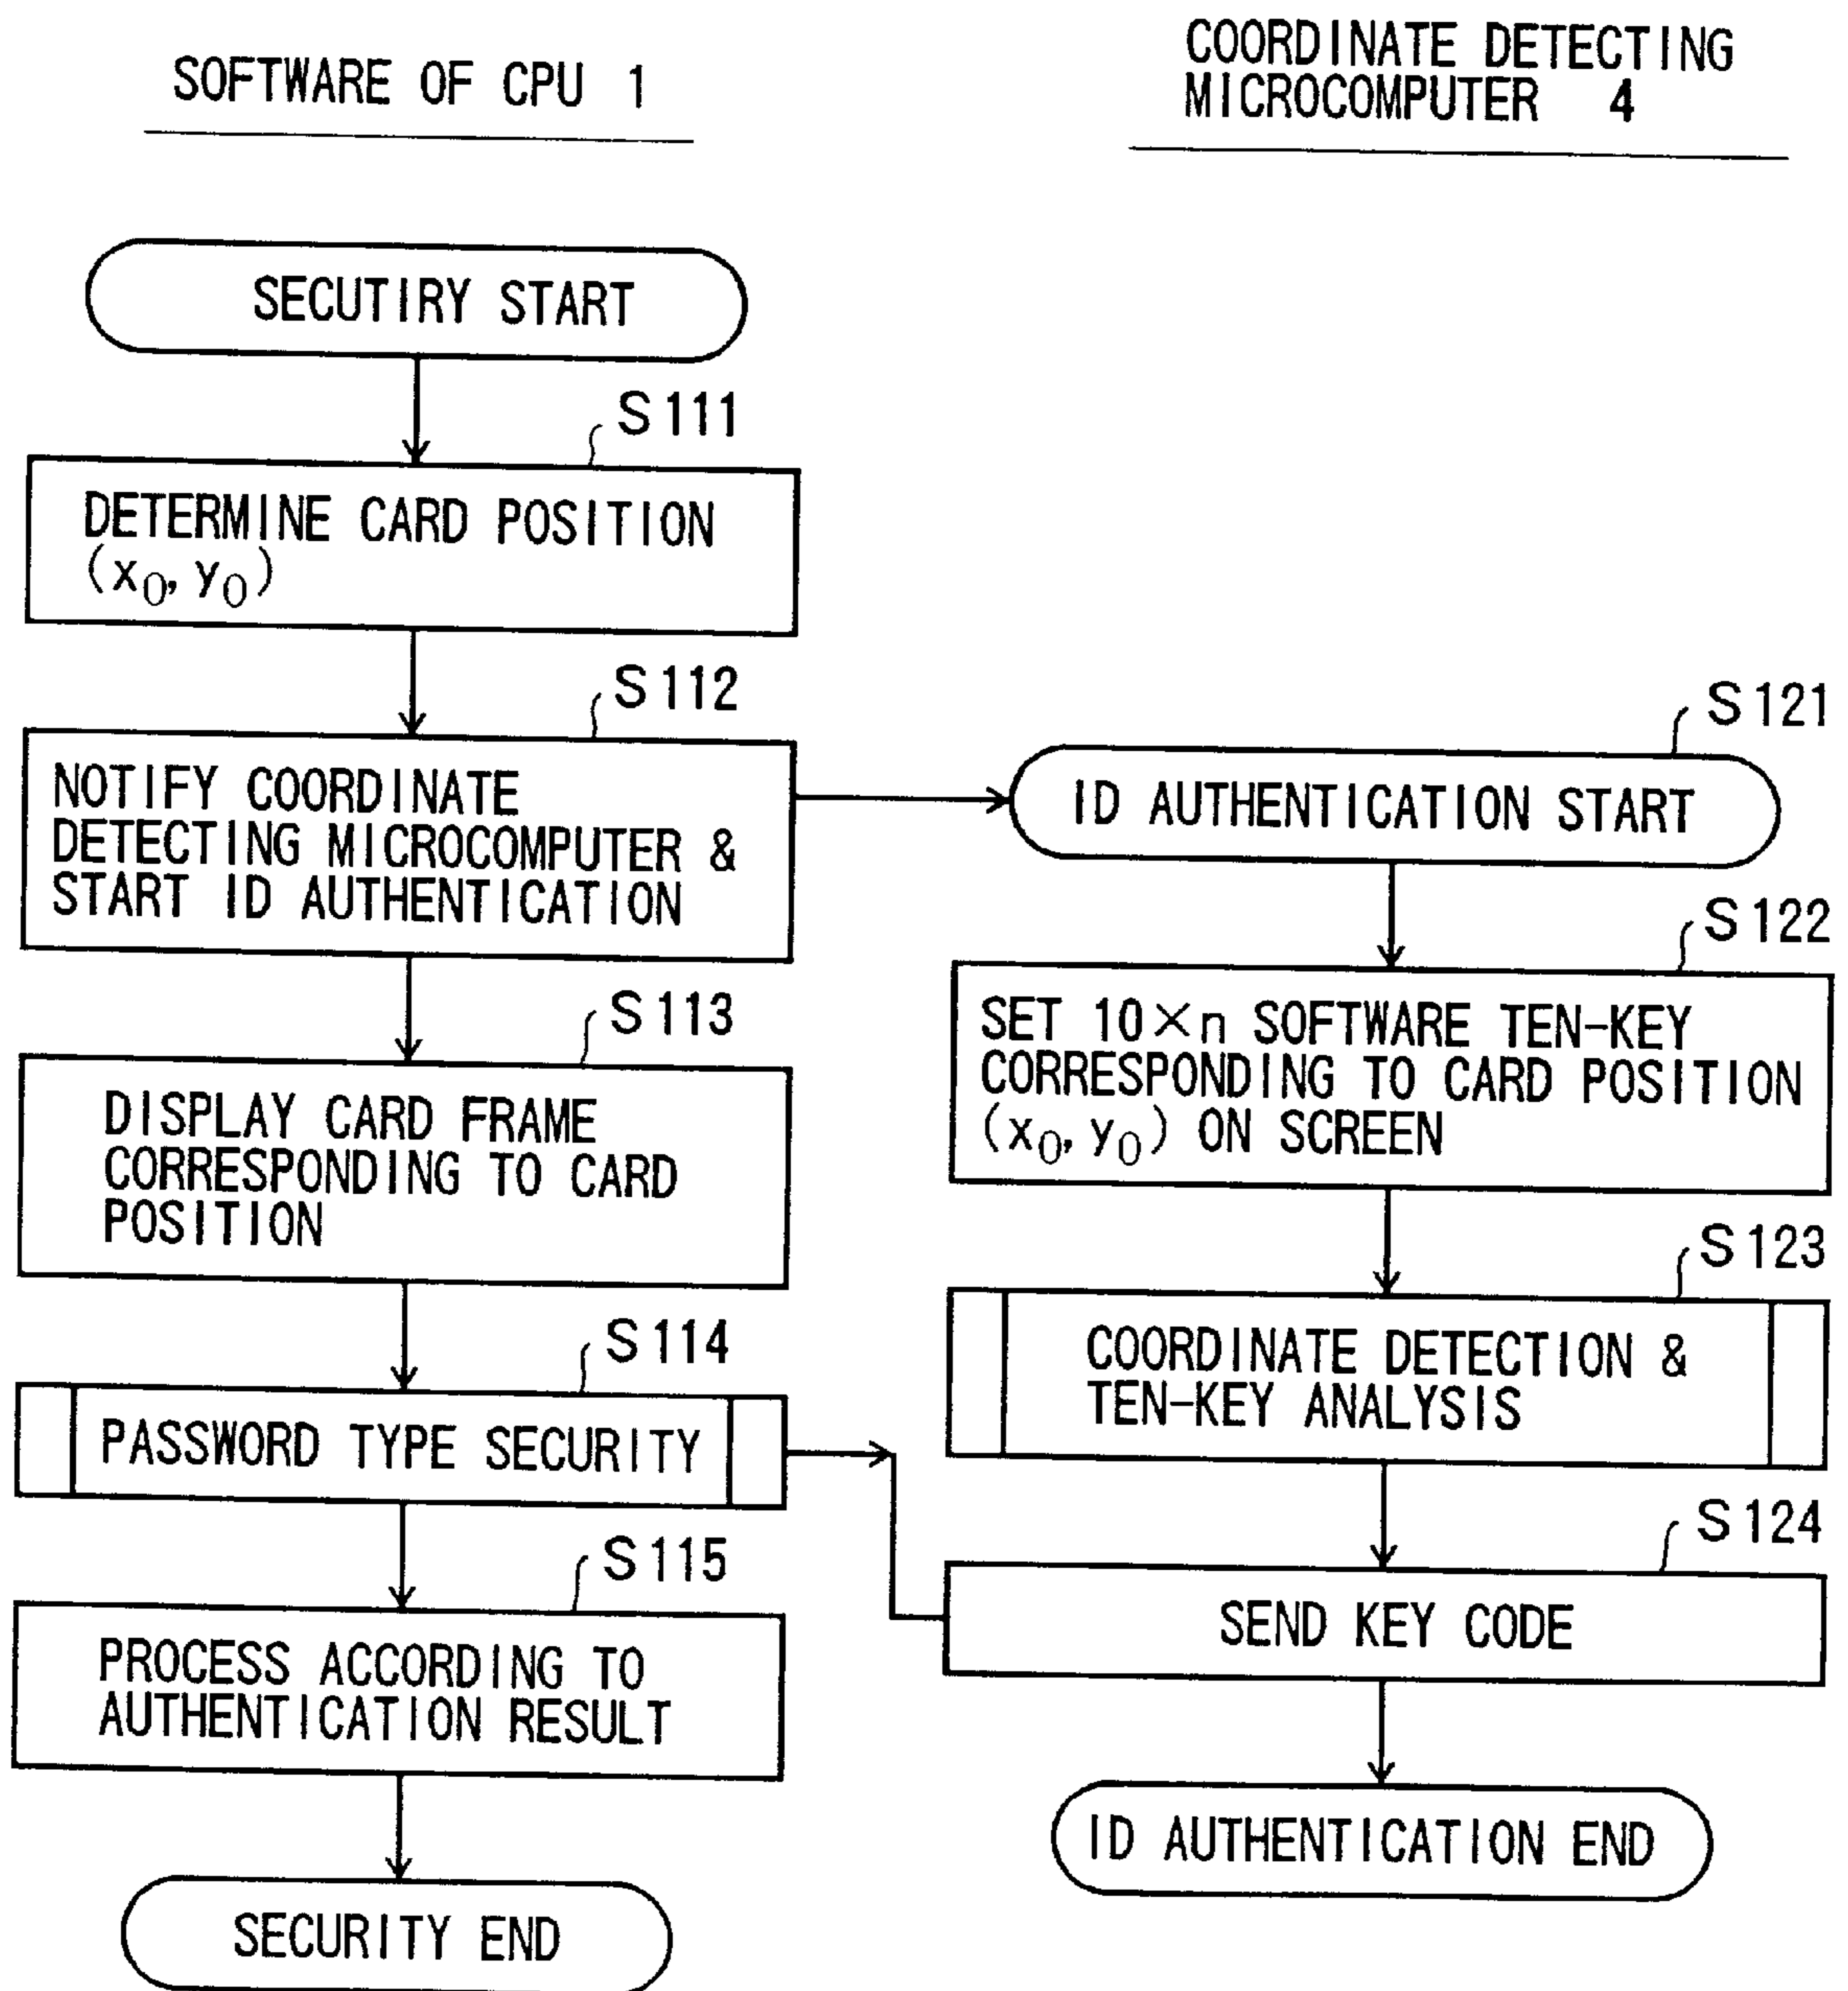 SOFTWARE OF CPU 1
COORDINATE DETECTING
MICROCOMPUTER 4
SECUTIRY START
S111
DETERMINE CARD POSITION
(x₀, y₀)
S112
NOTIFY COORDINATE
DETECTING MICROCOMPUTER &
START ID AUTHENTICATION
S113
DISPLAY CARD FRAME
CORRESPONDING TO CARD
POSITION
S114
PASSWORD TYPE SECURITY
S115
PROCESS ACCORDING TO
AUTHENTICATION RESULT
SECURITY END
S121
ID AUTHENTICATION START
S122
SET 10×n SOFTWARE TEN-KEY
CORRESPONDING TO CARD POSITION
(x₀, y₀) ON SCREEN
S123
COORDINATE DETECTION &
TEN-KEY ANALYSIS
S124
SEND KEY CODE
ID AUTHENTICATION END